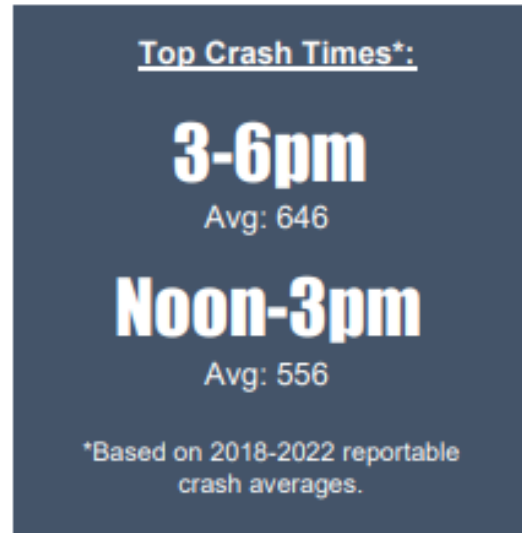 Top Crash Times*:
3-6pm
Avg: 646
Noon-3pm
Avg: 556
*Based on 2018-2022 reportable
crash averages.